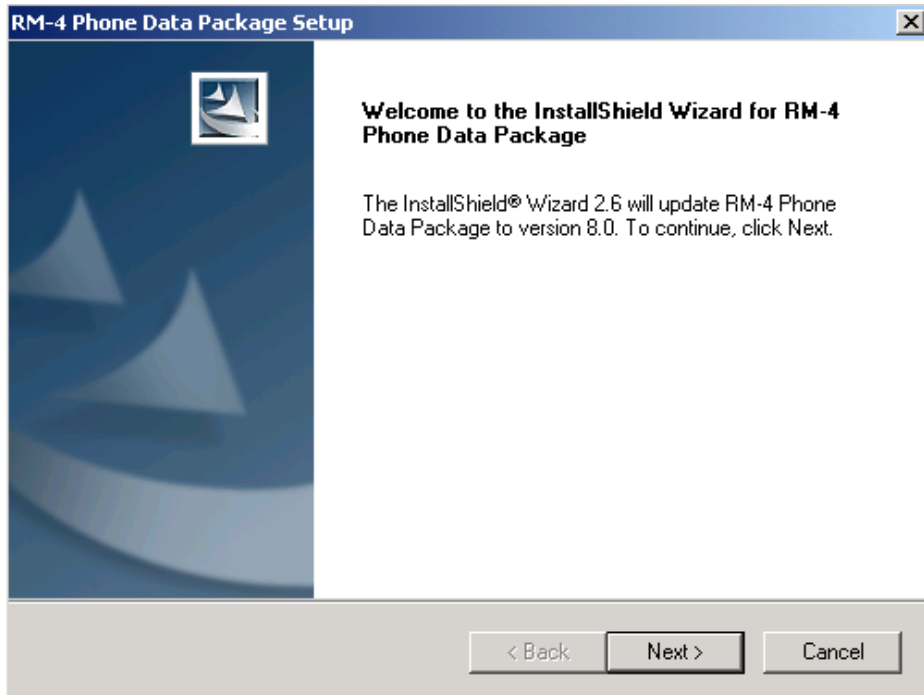 RM-4 Phone Data Package Setup
Welcome to the InstallShield Wizard for RM-4
Phone Data Package
The InstallShield® Wizard 2.6 will update RM-4 Phone
Data Package to version 8.0. To continue, click Next.
< Back
Next >
Cancel